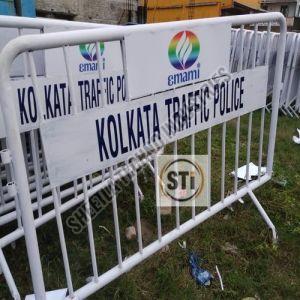 emami
KOLKATA TRAFFIC PO
emami
KOLKATA TRAFFIC POLICE
STi